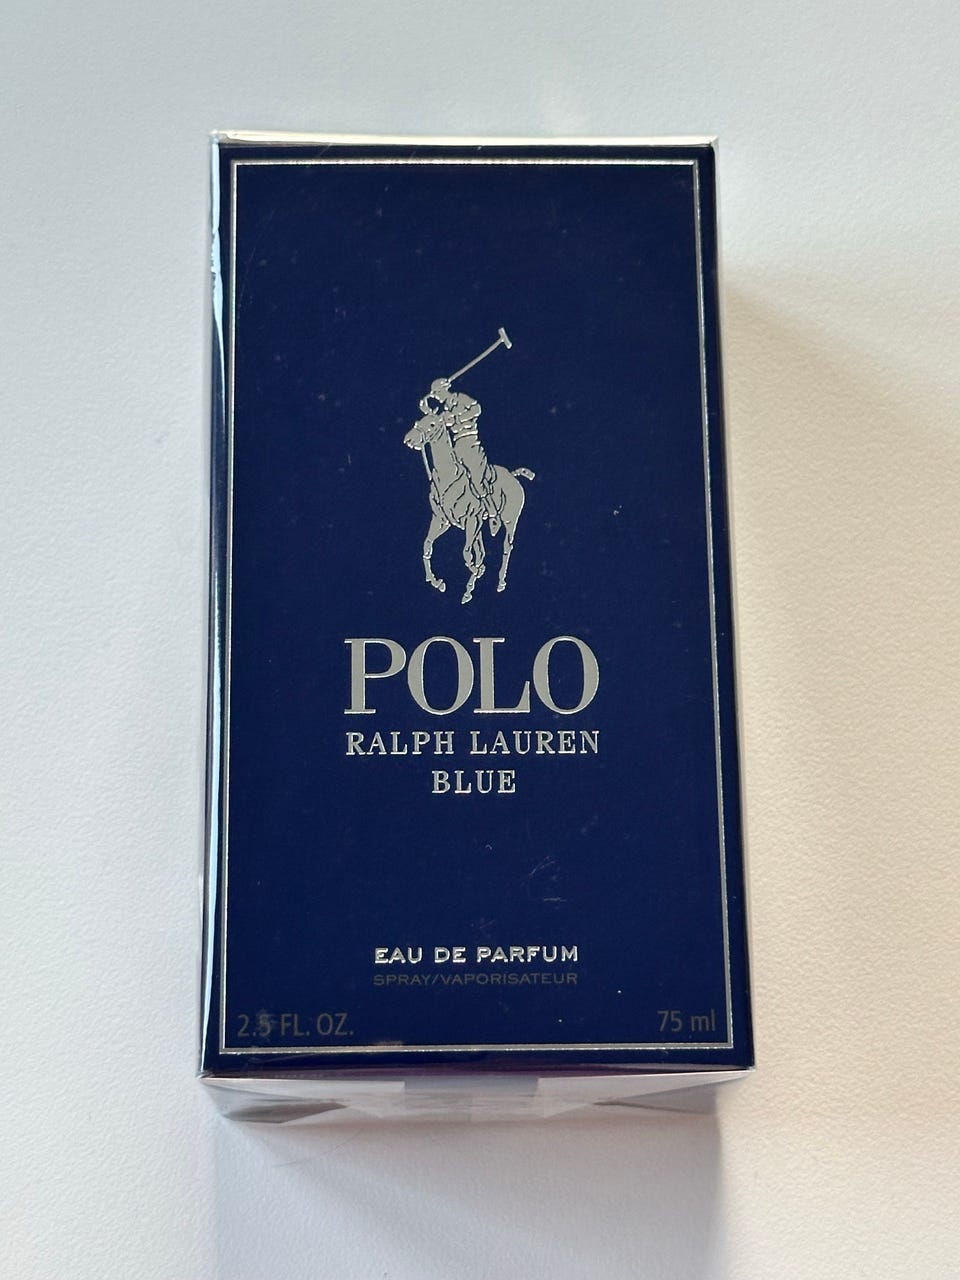 POLO
RALPH LAUREN
BLUE
EAU DE PARFUM
SPRAY/VAPORISATEUR
2.5 FL. OZ. 75 ml